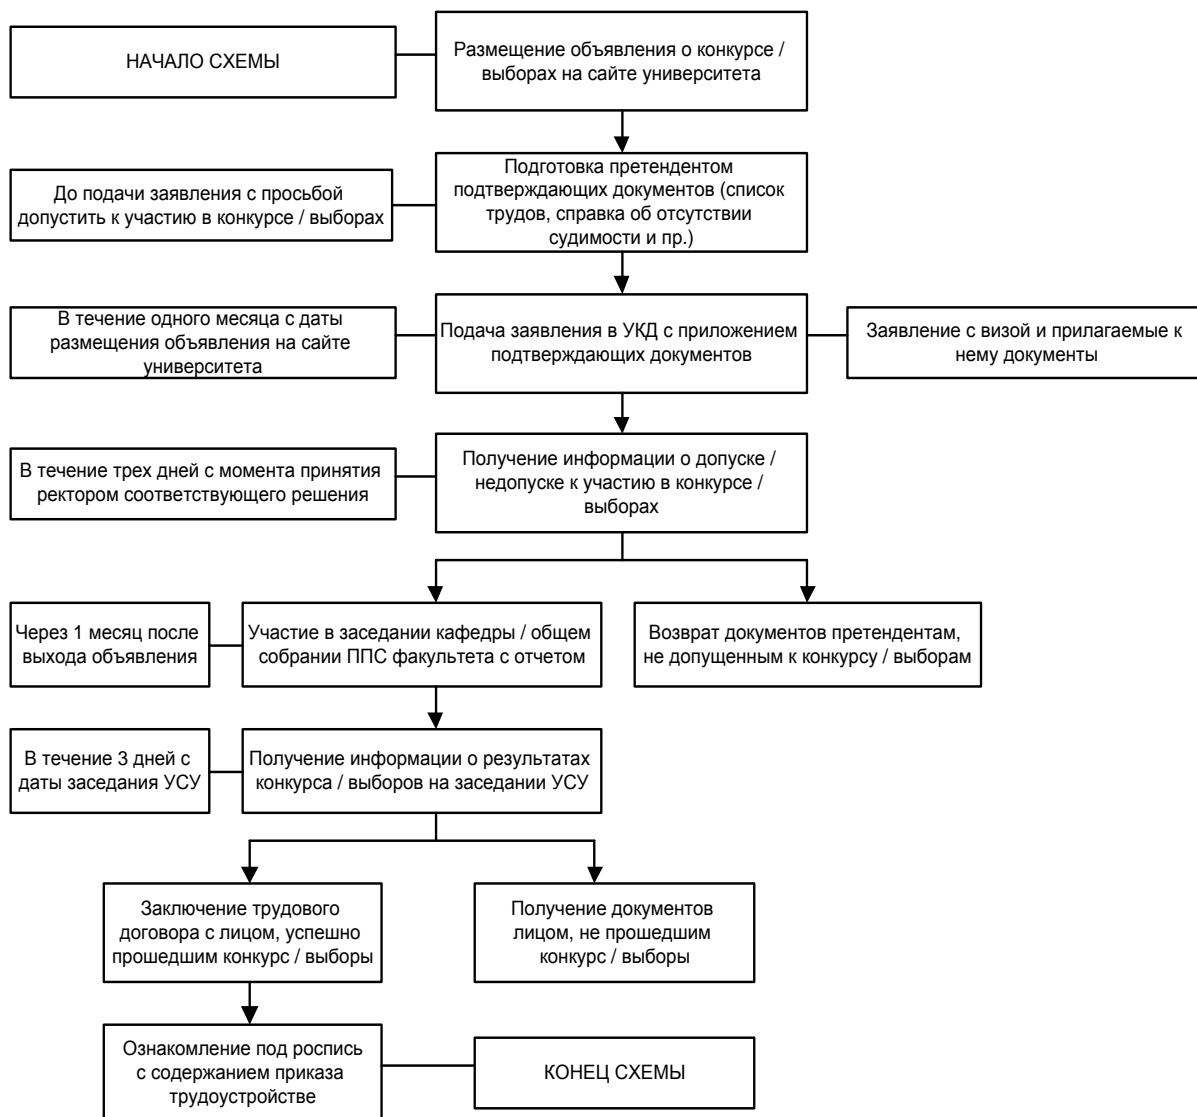 НАЧАЛО СХЕМЫ
Размещение объявления о конкурсе /
выборах на сайте университета
До подачи заявления с просьбой
допустить к участию в конкурсе / выборах
Подготовка претендентом
подтверждающих документов (список
трудов, справка об отсутствии
судимости и пр.)
В течение одного месяца с даты
размещения объявления на сайте
университета
Подача заявления в УКД с приложением
подтверждающих документов
Заявление с визой и прилагаемые к
нему документы
В течение трех дней с момента принятия
ректором соответствующего решения
Получение информации о допуске /
недопуске к участию в конкурсе /
выборах
Через 1 месяц после
выхода объявления
Участие в заседании кафедры / общем
собрании ППС факультета с отчетом
Возврат документов претендентам,
не допущенным к конкурсу / выборам
В течение 3 дней с
даты заседания УСУ
Получение информации о результатах
конкурса / выборов на заседании УСУ
Заключение трудового
договора с лицом, успешно
прошедшим конкурс / выборы
Получение документов
лицом, не прошедшим
конкурс / выборы
Ознакомление под роспись
с содержанием приказа
трудоустройстве
КОНЕЦ СХЕМЫ